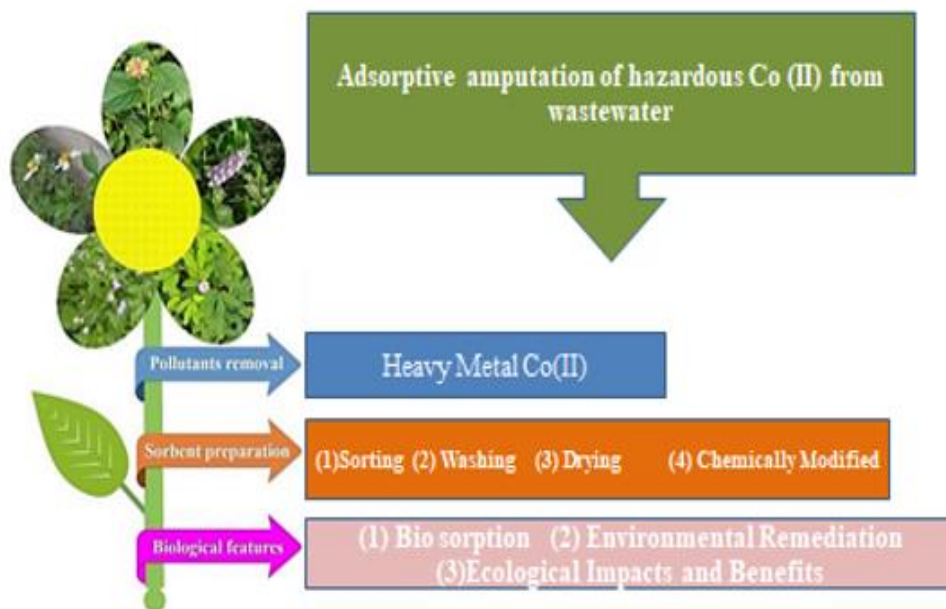 Adsorptive amputation of hazardous Co (II) from
wastewater
Pollutants removal
Heavy Metal Co(II)
Sorbent preparation
(1)Sorting (2) Washing (3) Drying (4) Chemically Modified
Biological features
(1) Bio sorption (2) Environmental Remediation
(3)Ecological Impacts and Benefits